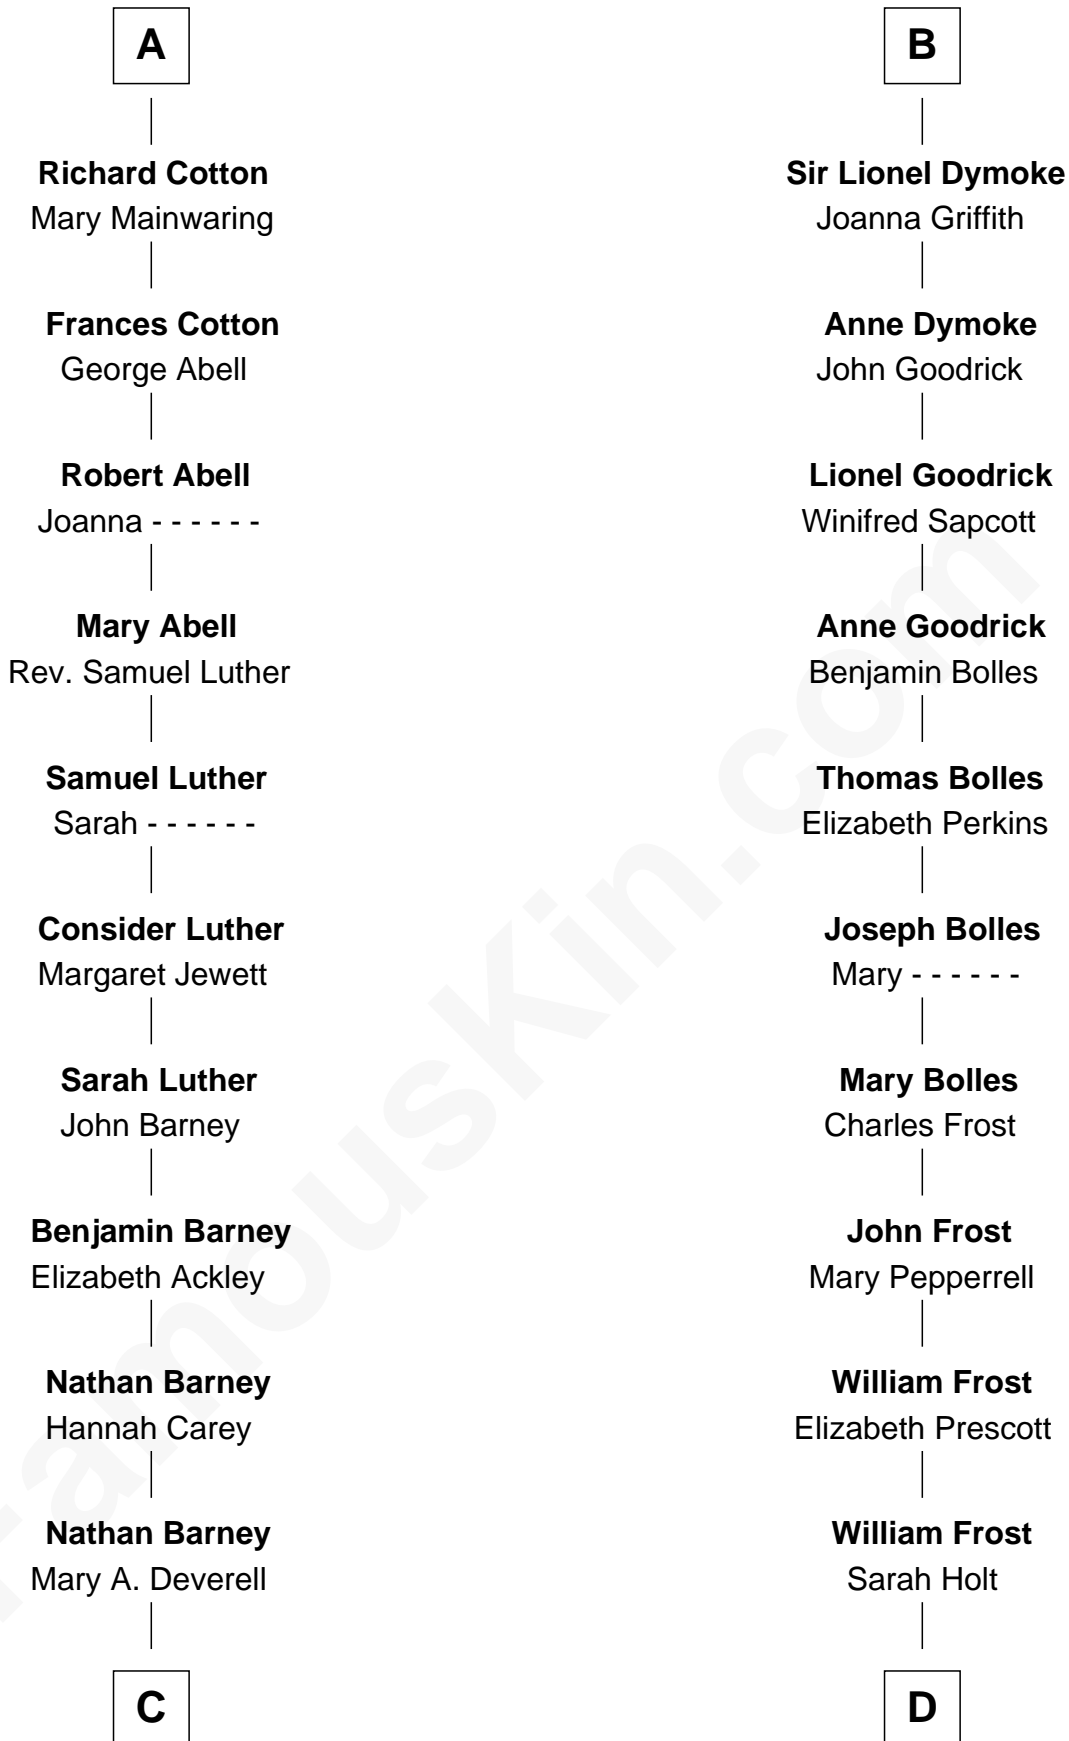 A
Richard Cotton
Mary Mainwaring
Frances Cotton
George Abell
Robert Abell
Joanna - - - - - -
Mary Abell
Rev. Samuel Luther
Samuel Luther
Sarah - - - - - -
Consider Luther
Margaret Jewett
Sarah Luther
John Barney
Benjamin Barney
Elizabeth Ackley
Nathan Barney
Hannah Carey
Nathan Barney
Mary A. Deverell
C
B
Sir Lionel Dymoke
Joanna Griffith
Anne Dymoke
John Goodrick
Lionel Goodrick
Winifred Sapcott
Anne Goodrick
Benjamin Bolles
Thomas Bolles
Elizabeth Perkins
Joseph Bolles
Mary - - - - - -
Mary Bolles
Charles Frost
John Frost
Mary Pepperrell
William Frost
Elizabeth Prescott
William Frost
Sarah Holt
D
FamousKin.com